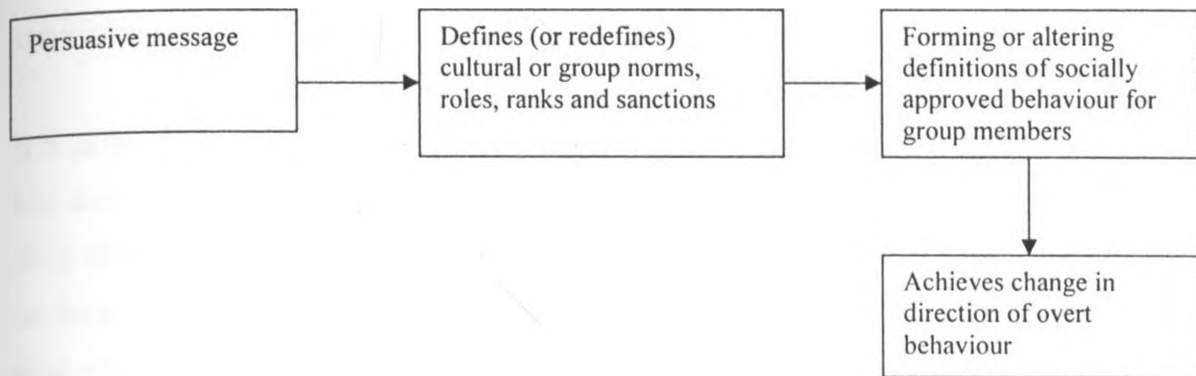 Persuasive message
Defines (or redefines)
cultural or group norms,
roles, ranks and sanctions
Forming or altering
definitions of socially
approved behaviour for
group members
Achieves change in
direction of overt
behaviour